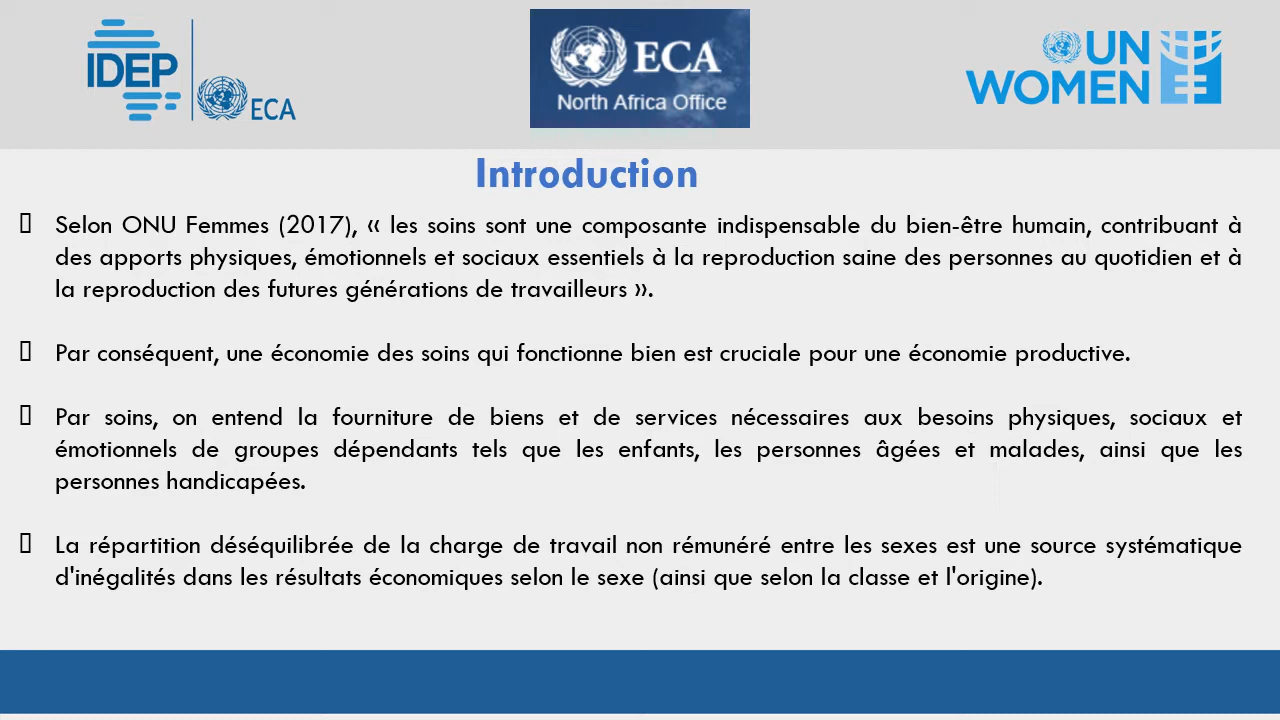 IDEP
ECA
ECA
North Africa Office
UN
WOMEN
Introduction
Selon ONU Femmes (2017), « les soins sont une composante indispensable du bien-être humain, contribuant à
des apports physiques, émotionnels et sociaux essentiels à la reproduction saine des personnes au quotidien et à
la reproduction des futures générations de travailleurs ».
Par conséquent, une économie des soins qui fonctionne bien est cruciale pour une économie productive.
Par soins, on entend la fourniture de biens et de services nécessaires aux besoins physiques, sociaux et
émotionnels de groupes dépendants tels que les enfants, les personnes âgées et malades, ainsi que les
personnes handicapées.
La répartition déséquilibrée de la charge de travail non rémunéré entre les sexes est une source systématique
d'inégalités dans les résultats économiques selon le sexe (ainsi que selon la classe et l'origine).